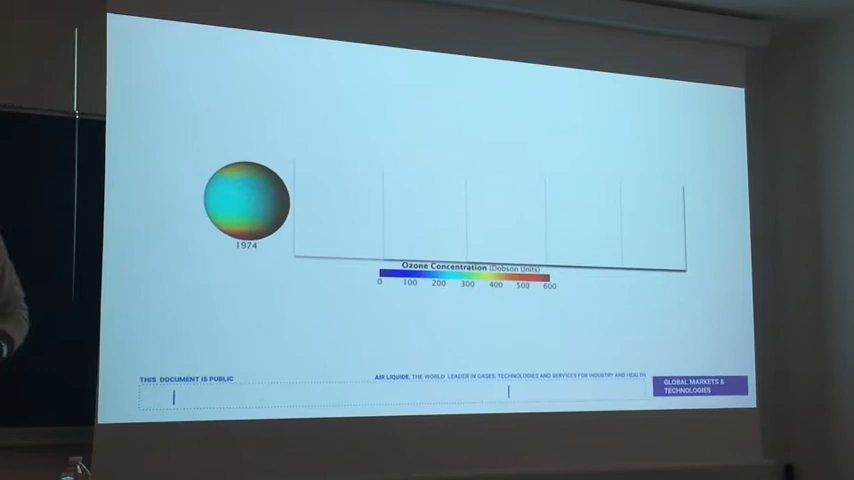 1974
Ozone Concentration (Dobson Units)
0 100 200 300 400 500 600
THIS DOCUMENT IS PUBLIC
AIR LIQUIDE, THE WORLD LEADER IN GASES, TECHNOLOGIES AND SERVICES FOR INDUSTRY AND HEALTH
GLOBAL MARKETS &
TECHNOLOGIES